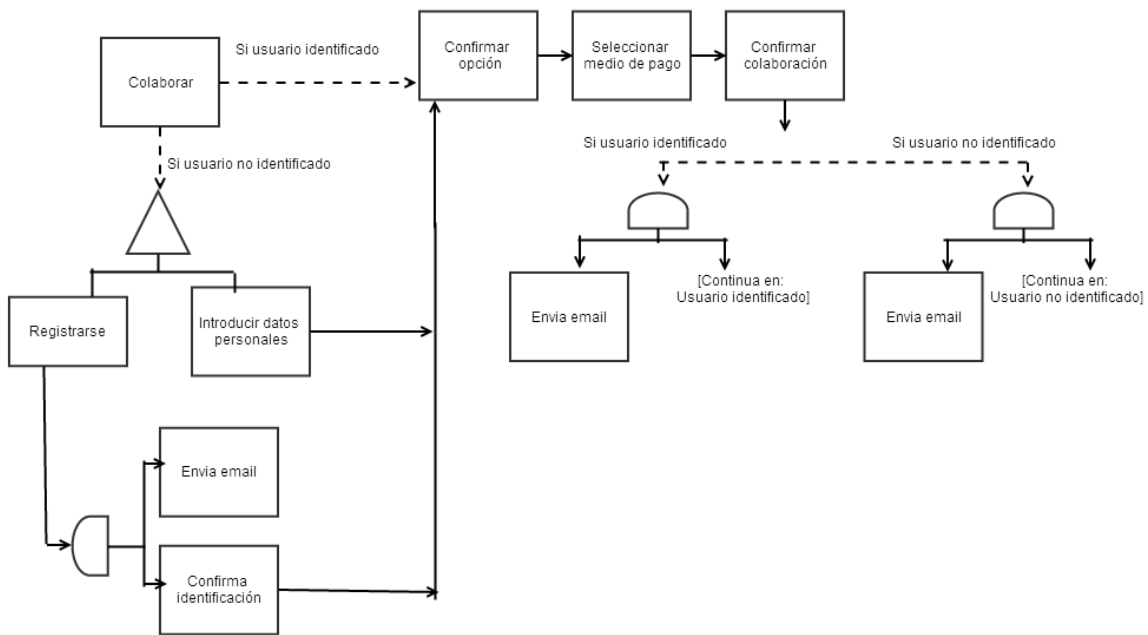 Si usuario identificado
Colaborar
Confirmar
opción
Seleccionar
medio de pago
Confirmar
colaboración
Si usuario no identificado
Si usuario identificado
Si usuario no identificado
Registrarse
Introducir datos
personales
Envia email
[Continua en:
Usuario identificado]
Envia email
[Continua en:
Usuario no identificado]
Envia email
Confirma
identificación